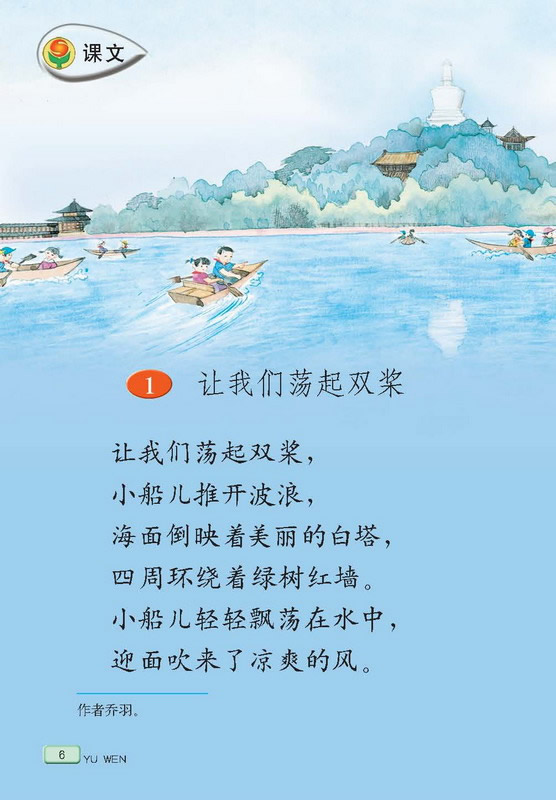 课文
1 让我们荡起双桨
让我们荡起双桨，
小船儿推开波浪，
海面倒映着美丽的白塔，
四周环绕着绿树红墙。
小船儿轻轻飘荡在水中，
迎面吹来了凉爽的风。
作者乔羽。
6 YU WEN